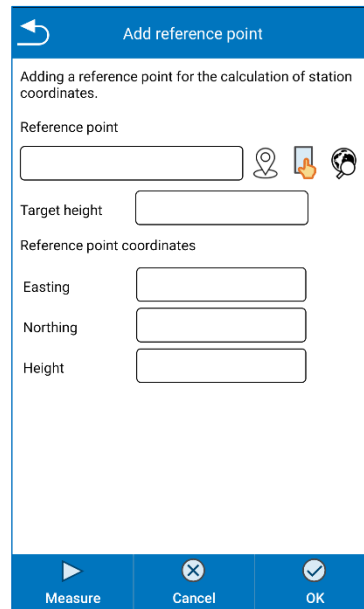 Add reference point
Adding a reference point for the calculation of station
coordinates.
Reference point
Target height
Reference point coordinates
Easting
Northing
Height
Measure
Cancel
OK